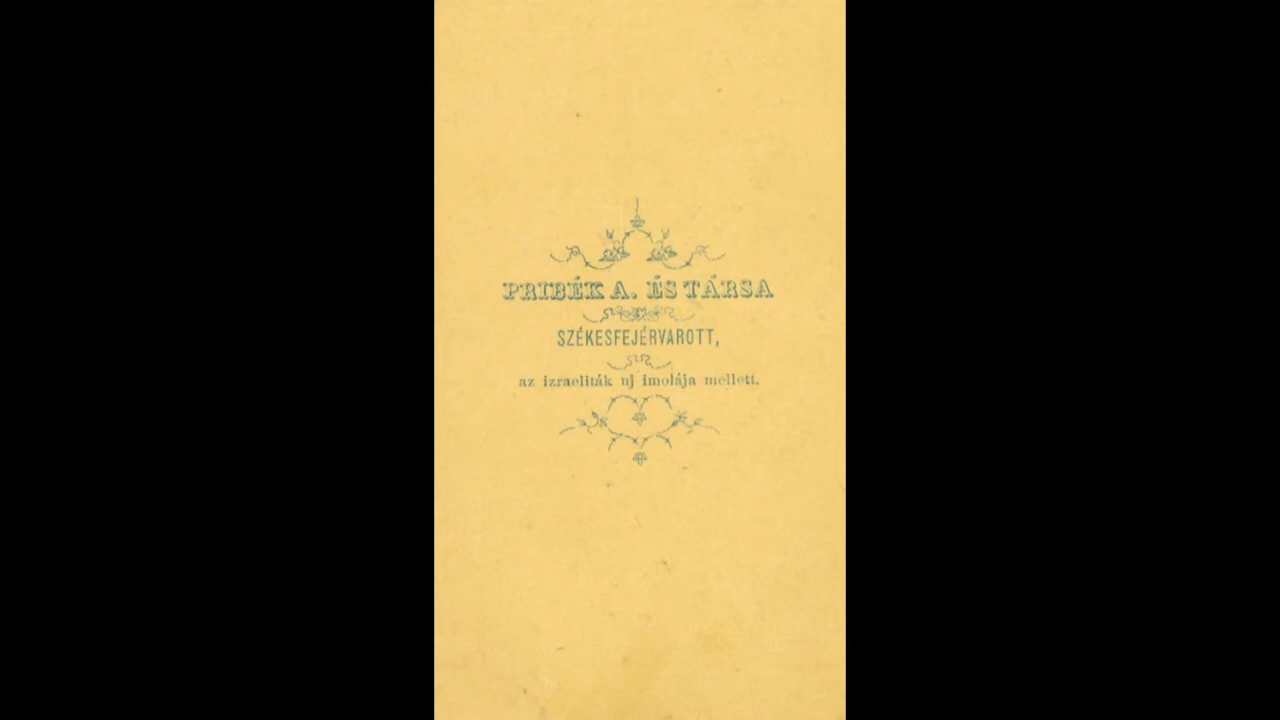 PRIBÉK A. ÉS TÁRSA
SZÉKESFEJÉRVAROTT,
az izraeliták uj imolája mellett.